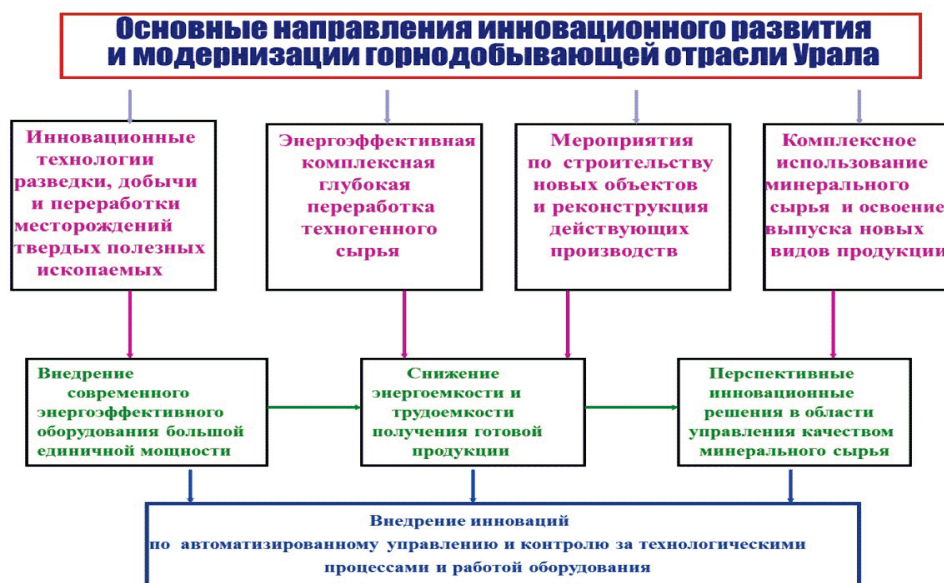 Основные направления инновационного развития
и модернизации горнодобывающей отрасли Урала
Инновационные
технологии
разведки, добычи
и переработки
месторождений
твердых полезных
ископаемых
Энергоэффективная
комплексная
глубокая
переработка
техногенного
сырья
Мероприятия
по строительству
новых объектов
и реконструкция
действующих
производств
Комплексное
использование
минерального
сырья и освоение
выпуска новых
видов продукции
Внедрение
современного
энергоэффективного
оборудования большой
единичной мощности
Снижение
энергоемкости и
трудоемкости
получения готовой
продукции
Перспективные
инновационные
решения в области
управления качеством
минерального сырья
Внедрение инноваций
по автоматизированному управлению и контролю за технологическими
процессами и работой оборудования